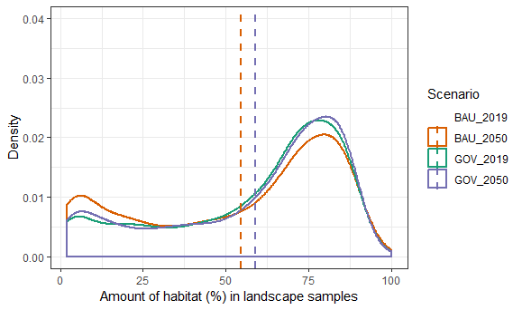 0.04
0.03
0.02
0.01
0.00
Density
0 25 50 75 100
Amount of habitat (%) in landscape samples
Scenario
BAU_2019
BAU_2050
GOV_2019
GOV_2050